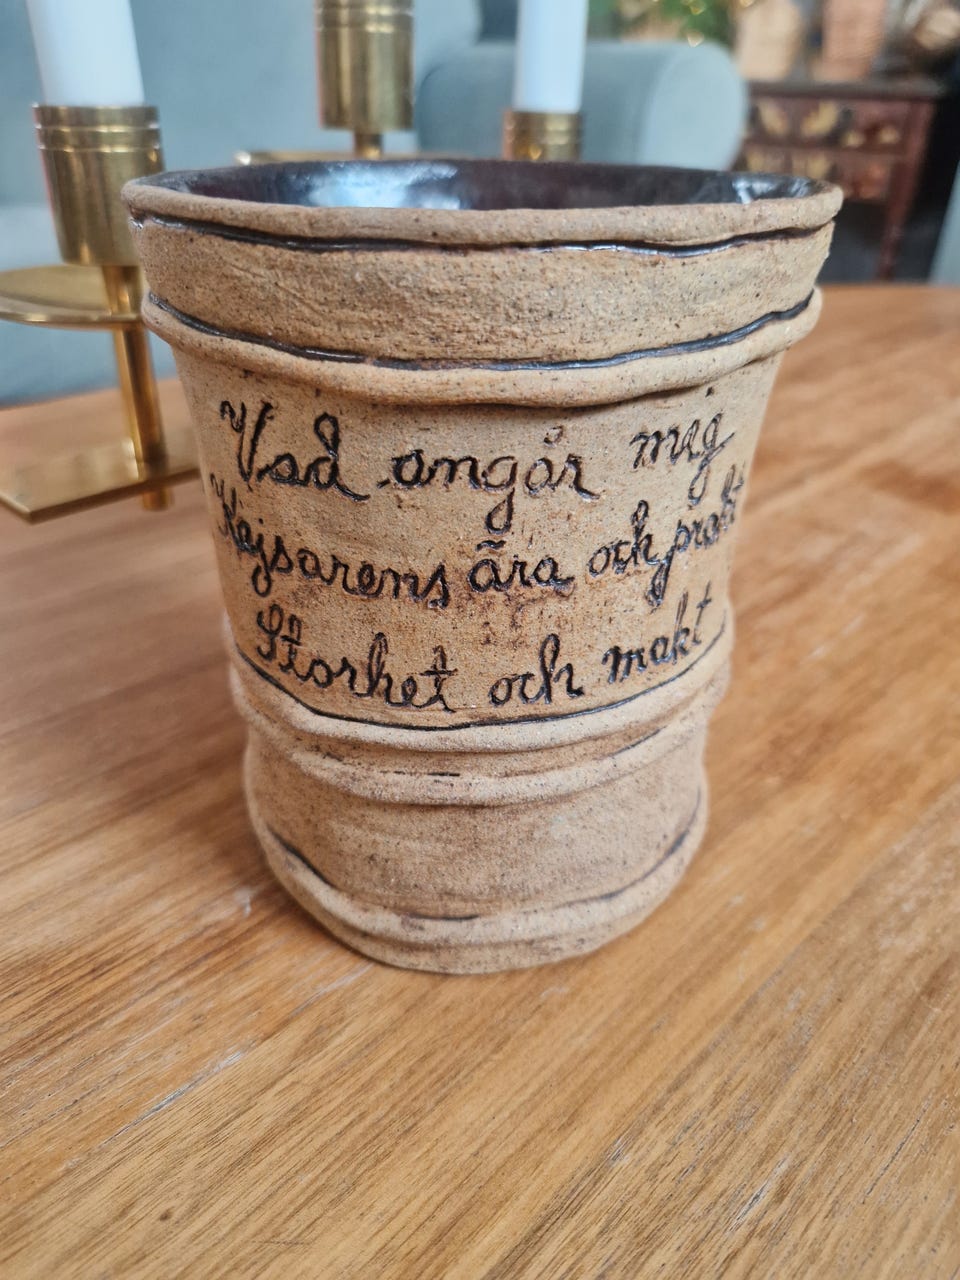 Vad angår mig
Kejsarens ära och prakt
Storhet och makt